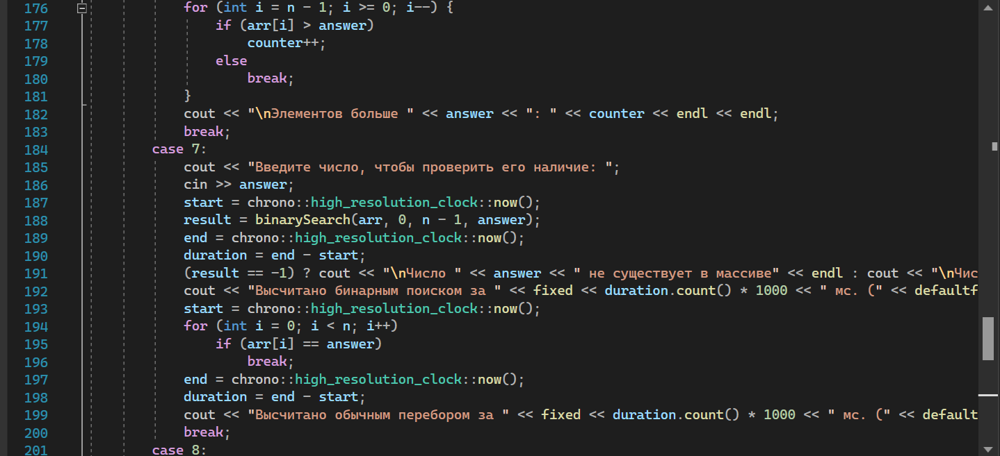 176 for (int i = n - 1; i >= 0; i--) {
177 if (arr[i] > answer)
178 counter++;
179 else
180 break;
181 }
182 cout << "\nЭлементов больше " << answer << ": " << counter << endl << endl;
183 break;
184 case 7:
185 cout << "Введите число, чтобы проверить его наличие: ";
186 cin >> answer;
187 start = chrono::high_resolution_clock::now();
188 result = binarySearch(arr, 0, n - 1, answer);
189 end = chrono::high_resolution_clock::now();
190 duration = end - start;
191 (result == -1) ? cout << "\nЧисло " << answer << " не существует в массиве" << endl : cout << "\nЧис
192 cout << "Высчитано бинарным поиском за " << fixed << duration.count() * 1000 << " мс. (" << defaultf
193 start = chrono::high_resolution_clock::now();
194 for (int i = 0; i < n; i++)
195 if (arr[i] == answer)
196 break;
197 end = chrono::high_resolution_clock::now();
198 duration = end - start;
199 cout << "Высчитано обычным перебором за " << fixed << duration.count() * 1000 << " мс. (" << default
200 break;
201 case 8: